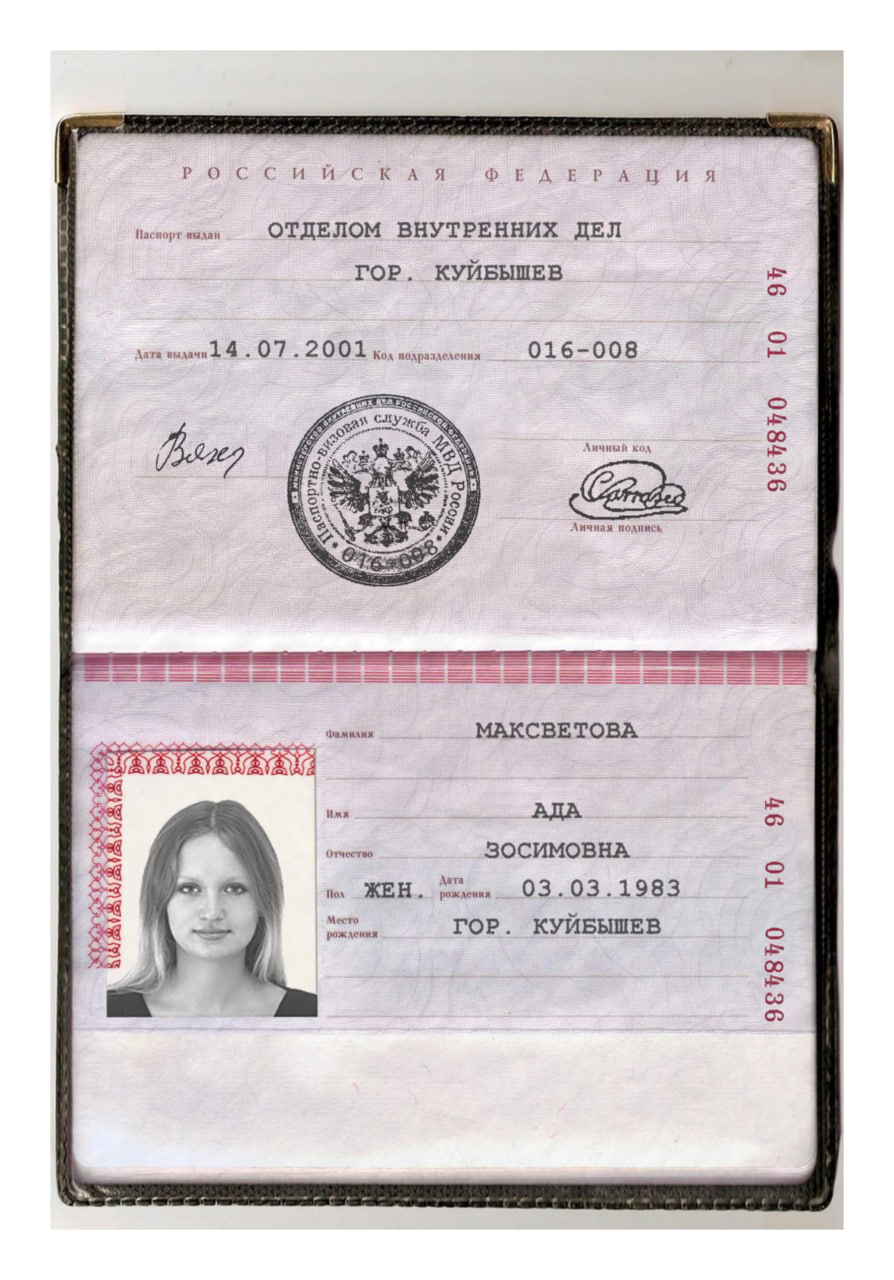 РОССИЙСКАЯ ФЕДЕРАЦИЯ
Паспорт выдан ОТДЕЛОМ ВНУТРЕННИХ ДЕЛ
ГОР. КУЙБЫШЕВ
Дата выдачи 14.07.2001 Код подразделения 016-008
46 01 048436
Паспортно-визовая служба МВД России
016-008
Личный код
Личная подпись
Фамилия МАКСВЕТОВА
Имя АДА
Отчество ЗОСИМОВНА
Пол ЖЕН. Дата рождения 03.03.1983
Место рождения ГОР. КУЙБЫШЕВ
46 01 048436